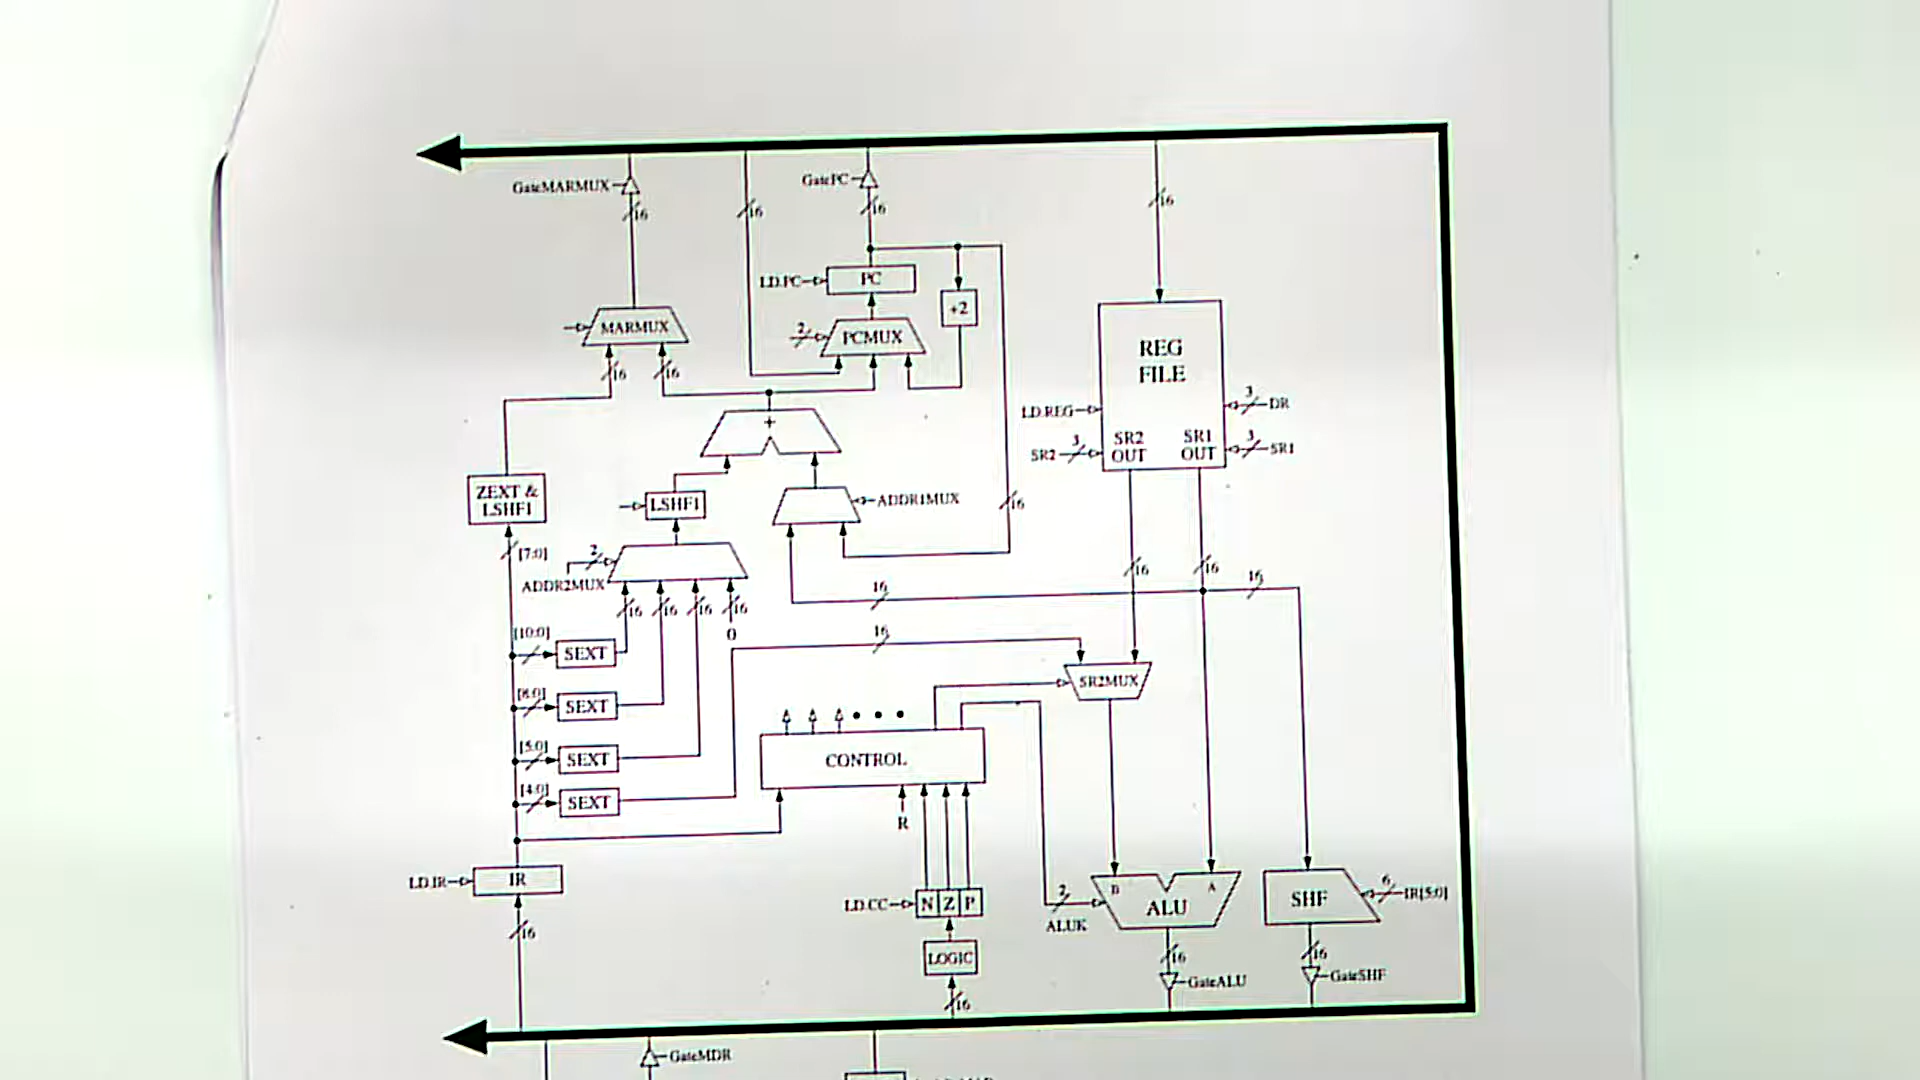 GateMARMUX
GatePC
16
16
16
16
LD.PC
PC
+2
MARMUX
2
PCMUX
REG
FILE
16
16
LD.REG
3
DR
+
SR2
3
SR2
OUT
SR1
OUT
3
SR1
ZEXT &
LSHF1
LSHF1
ADDR1MUX
16
[7:0]
2
ADDR2MUX
16
16
16
16
16
16
16
0
[10:0]
SEXT
16
[8:0]
SEXT
SR2MUX
[5:0]
SEXT
CONTROL
[4:0]
SEXT
R
LD.IR
IR
LD.CC
N Z P
2
ALUK
B
A
ALU
SHF
6
IR[5:0]
16
LOGIC
16
16
GateALU
GateSHF
16
GateMDR